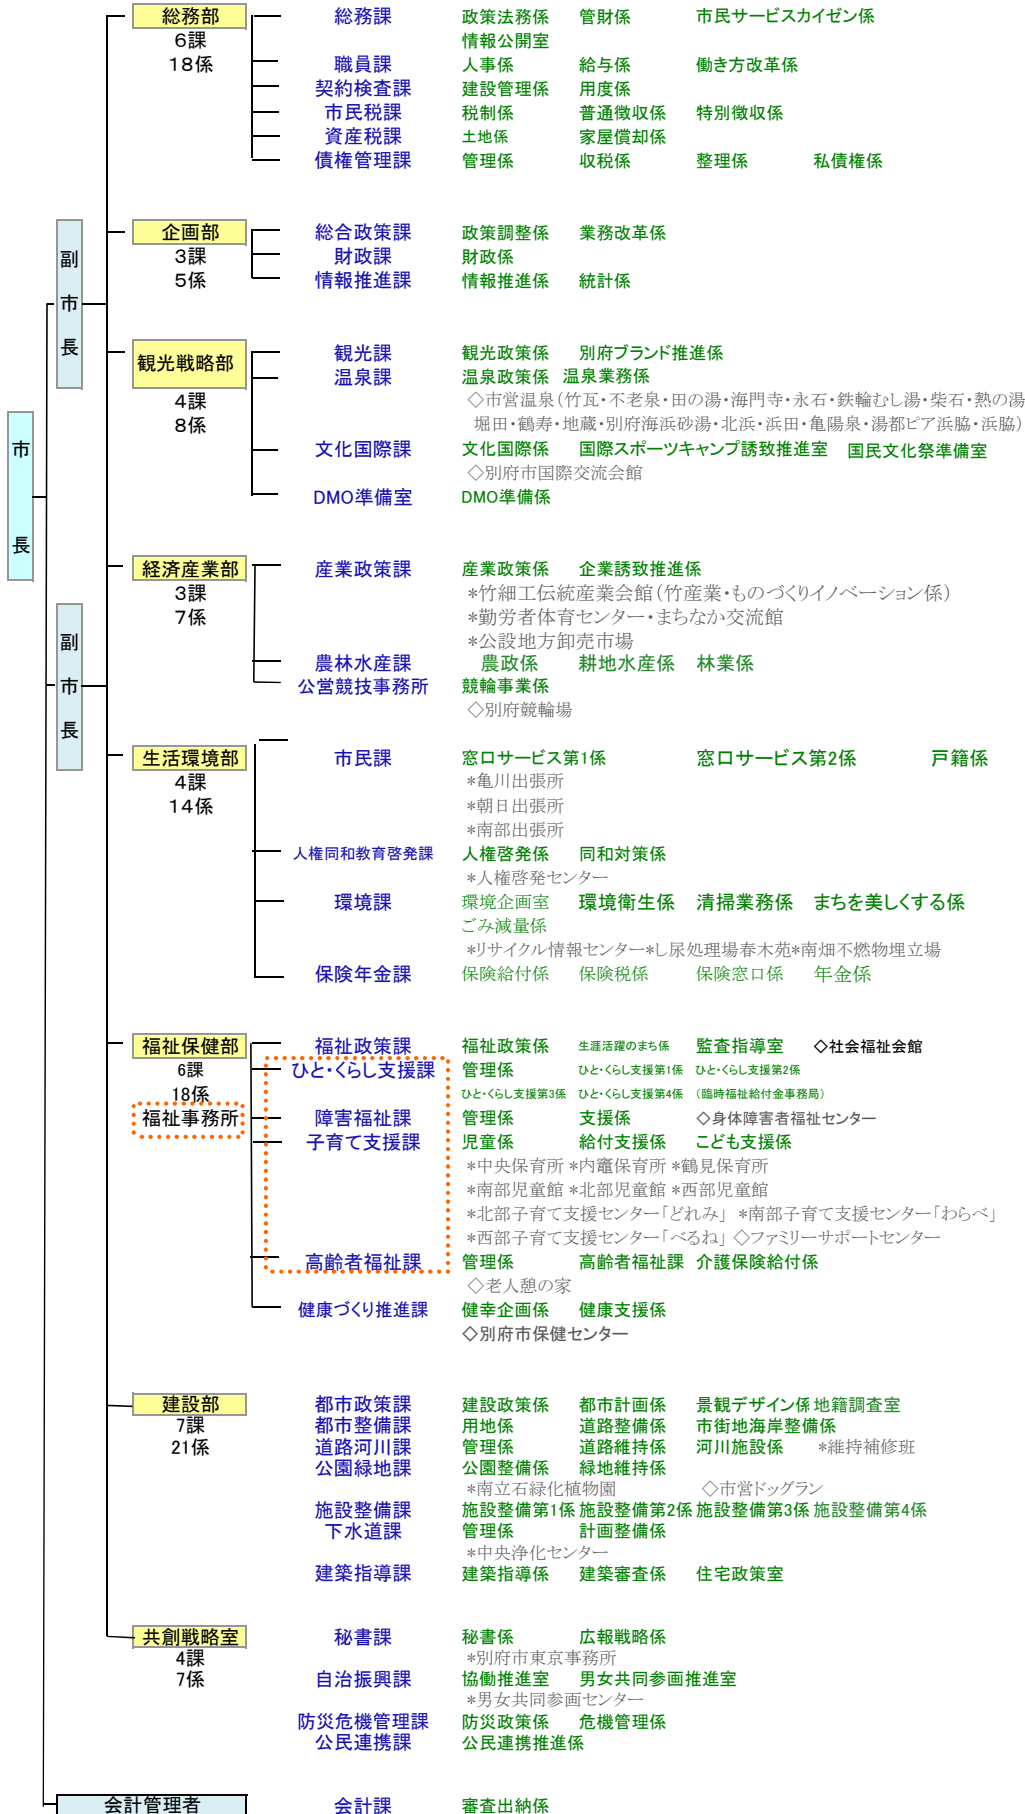 総務部 総務課 政策法務係 管財係 市民サービスカイゼン係
6課 情報公開室
18係 職員課 人事係 給与係 働き方改革係
契約検査課 建設管理係 用度係
市民税課 税制係 普通徴収係 特別徴収係
資産税課 土地係 家屋償却係
債権管理課 管理係 収税係 整理係 私債権係
副市長
企画部 総合政策課 政策調整係 業務改革係
3課 財政課 財政係
5係 情報推進課 情報推進係 統計係
観光戦略部 観光課 観光政策係 別府ブランド推進係
温泉課 温泉政策係 温泉業務係
4課 ◇市営温泉(竹瓦・不老泉・田の湯・海門寺・永石・鉄輪むし湯・柴石・熱の湯
8係 堀田・鶴寿・地蔵・別府海浜砂湯・北浜・浜田・亀陽泉・湯都ピア浜脇・浜脇)
市長
文化国際課 文化国際係 国際スポーツキャンプ誘致推進室 国民文化祭準備室
◇別府市国際交流会館
DMO準備室 DMO準備係
経済産業部 産業政策課 産業政策係 企業誘致推進係
3課 *竹細工伝統産業会館(竹産業・ものづくりイノベーション係)
7係 *勤労者体育センター・まちなか交流館
*公設地方卸売市場
副市長
農林水産課 農政係 耕地水産係 林業係
公営競技事務所 競輪事業係
◇別府競輪場
生活環境部 市民課 窓口サービス第1係 窓口サービス第2係 戸籍係
4課 *亀川出張所
14係 *朝日出張所
*南部出張所
人権同和教育啓発課 人権啓発係 同和対策係
*人権啓発センター
環境課 環境企画室 環境衛生係 清掃業務係 まちを美しくする係
ごみ減量係
*リサイクル情報センター*し尿処理場春木苑*南畑不燃物埋立場
保険年金課 保険給付係 保険税係 保険窓口係 年金係
福祉保健部 福祉政策課 福祉政策係 生涯活躍のまち係 監査指導室 ◇社会福祉会館
6課 ひと・くらし支援課 管理係 ひと・くらし支援第1係 ひと・くらし支援第2係
18係 ひと・くらし支援第3係 ひと・くらし支援第4係 (臨時福祉給付金事務局)
福祉事務所 障害福祉課 管理係 支援係 ◇身体障害者福祉センター
子育て支援課 児童係 給付支援係 こども支援係
*中央保育所 *内竈保育所 *鶴見保育所
*南部児童館 *北部児童館 *西部児童館
*北部子育て支援センター「どれみ」 *南部子育て支援センター「わらべ」
*西部子育て支援センター「べるね」 ◇ファミリーサポートセンター
高齢者福祉課 管理係 高齢者福祉課 介護保険給付係
◇老人憩の家
健康づくり推進課 健幸企画係 健康支援係
◇別府市保健センター
建設部 都市政策課 建設政策係 都市計画係 景観デザイン係 地籍調査室
7課 都市整備課 用地係 道路整備係 市街地海岸整備係
21係 道路河川課 管理係 道路維持係 河川施設係 *維持補修班
公園緑地課 公園整備係 緑地維持係
*南立石緑化植物園 ◇市営ドッグラン
施設整備課 施設整備第1係 施設整備第2係 施設整備第3係 施設整備第4係
下水道課 管理係 計画整備係
*中央浄化センター
建築指導課 建築指導係 建築審査係 住宅政策室
共創戦略室 秘書課 秘書係 広報戦略係
4課 *別府市東京事務所
7係 自治振興課 協働推進室 男女共同参画推進室
*男女共同参画センター
防災危機管理課 防災政策係 危機管理係
公民連携課 公民連携推進係
会計管理者 会計課 審査出納係